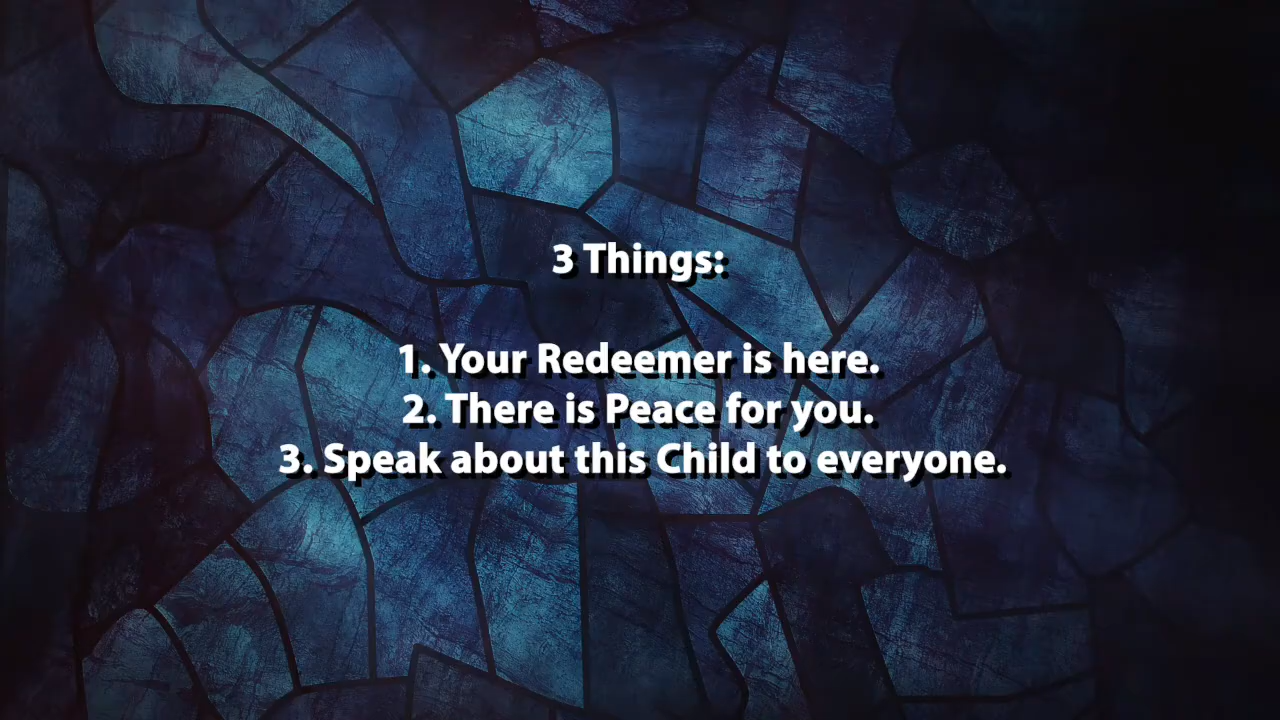 3 Things:
1. Your Redeemer is here.
2. There is Peace for you.
3. Speak about this Child to everyone.